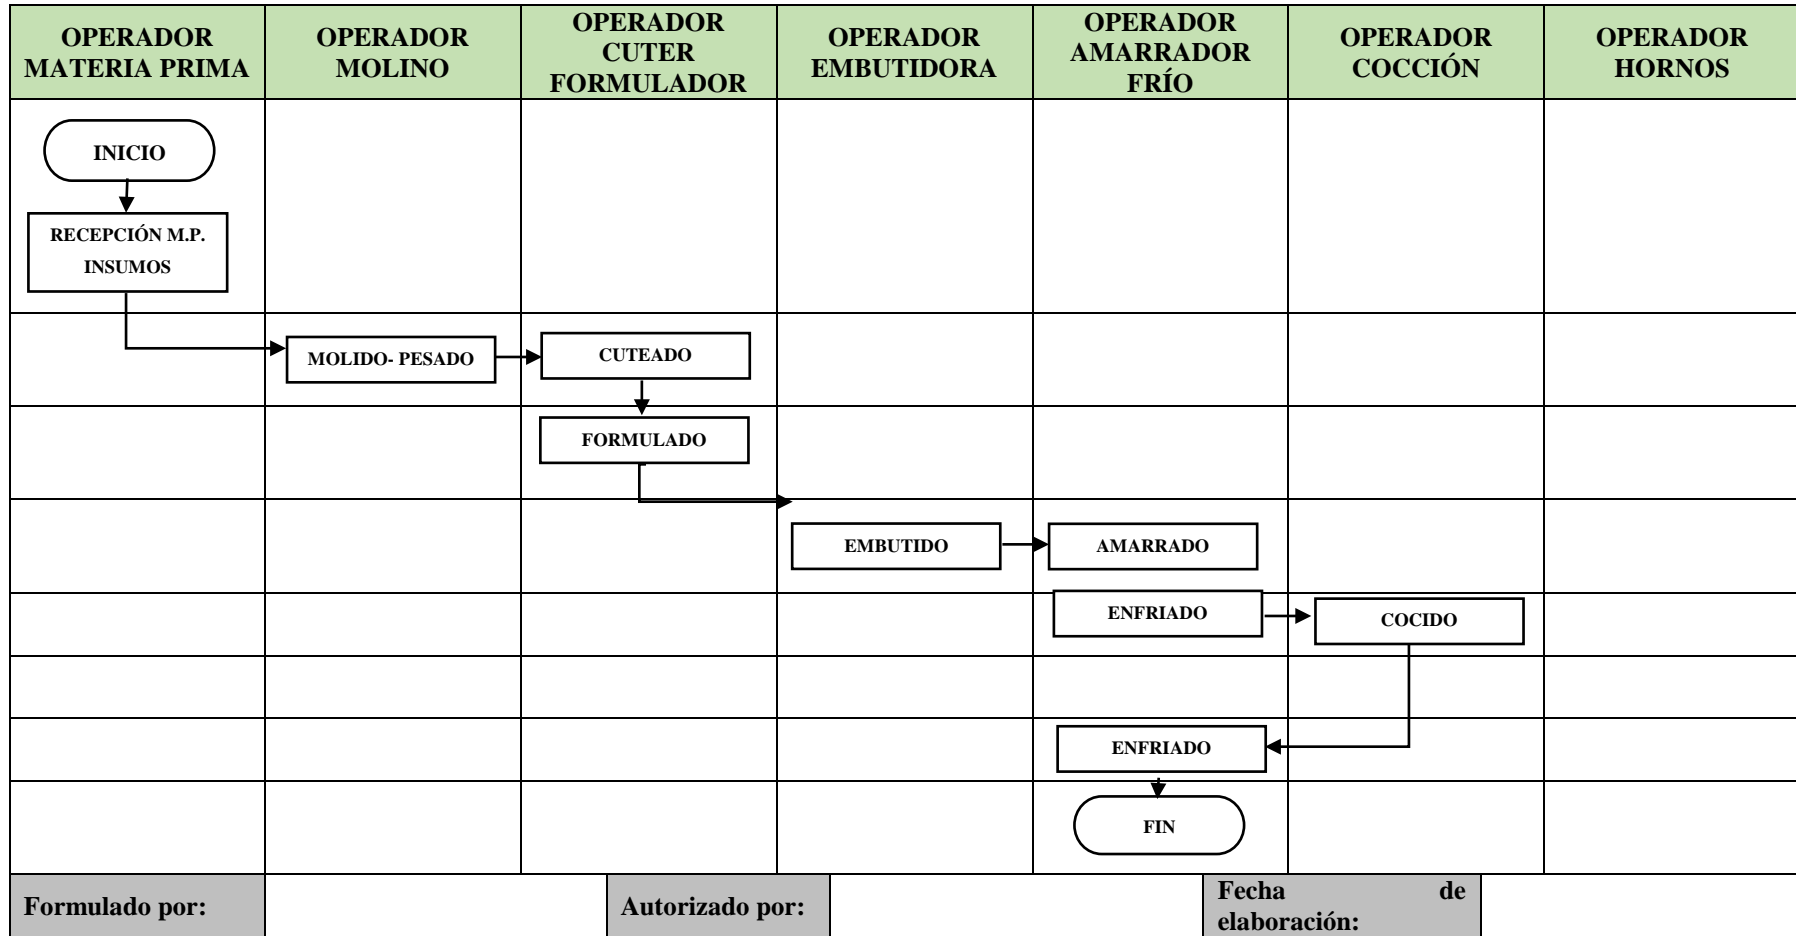 OPERADOR
MATERIA PRIMA
OPERADOR
MOLINO
OPERADOR
CUTER
FORMULADOR
OPERADOR
EMBUTIDORA
OPERADOR
AMARRADOR
FRÍO
OPERADOR
COCCIÓN
OPERADOR
HORNOS
INICIO
RECEPCIÓN M.P.
INSUMOS
MOLIDO- PESADO
CUTEADO
FORMULADO
EMBUTIDO
AMARRADO
ENFRIADO
COCIDO
ENFRIADO
FIN
Formulado por:
Autorizado por:
Fecha de
elaboración: